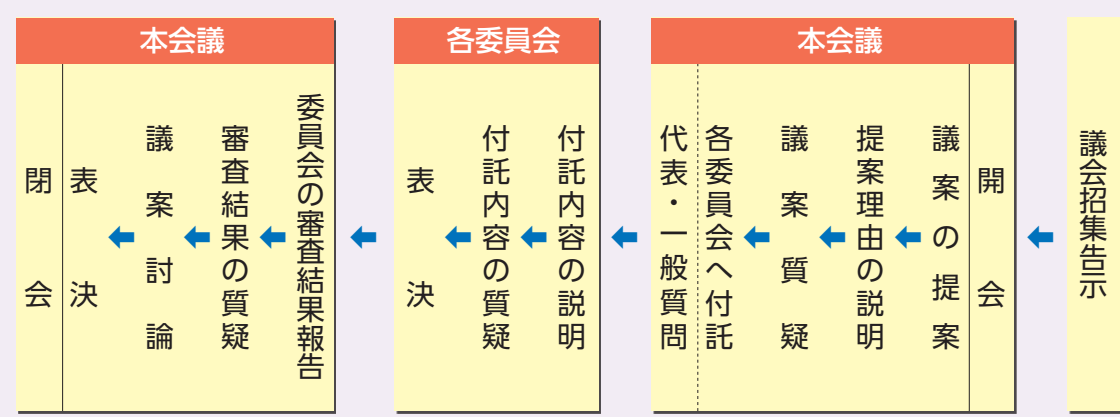 議会招集告示
本会議
開会
議案の提案
提案理由の説明
議案質疑
各委員会へ付託
代表・一般質問
各委員会
付託内容の説明
付託内容の質疑
表決
本会議
委員会の審査結果報告
審査結果の質疑
議案討論
表決
閉会